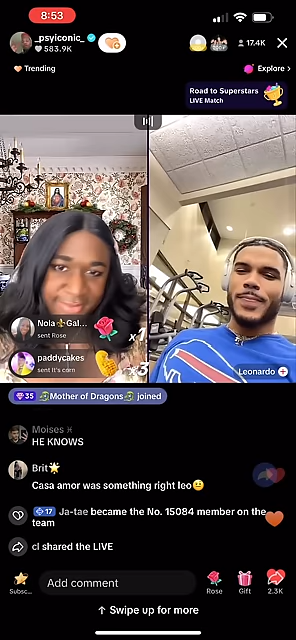 8:53
_psyiconic_
583.9K
17.4K
Trending
Explore >
Road to Superstars
LIVE Match
Nola⚜️Gal...
sent Rose
x1
paddycakes
sent It's corn
x3
Leonardo
35 🐉Mother of Dragons🐉 joined
Moises ♓
HE KNOWS
Brit🌟
Casa amor was something right leo😉
17 Ja-tae became the No. 15084 member on the
team
cl shared the LIVE
Subsc...
Add comment
Rose
Gift
2.3K
↑ Swipe up for more